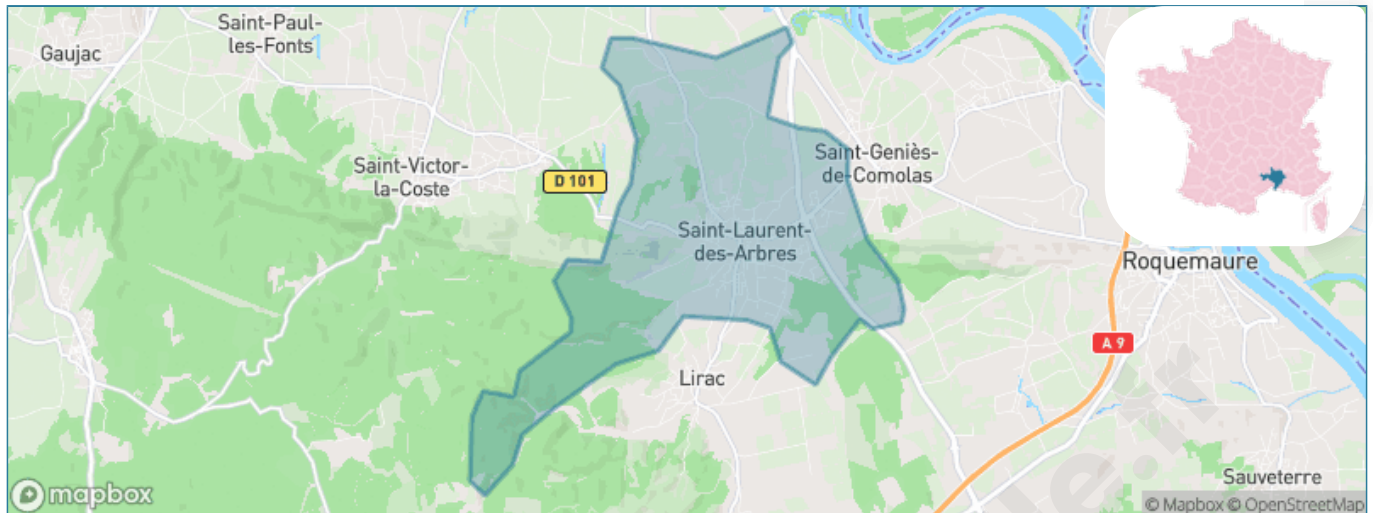 Saint-Paul-
les-Fonts
Gaujac
Saint-Victor-
la-Coste
D 101
Saint-Geniès-
de-Comolas
Saint-Laurent-
des-Arbres
Roquemaure
A 9
Lirac
Sauveterre
mapbox
© Mapbox © OpenStreetMap